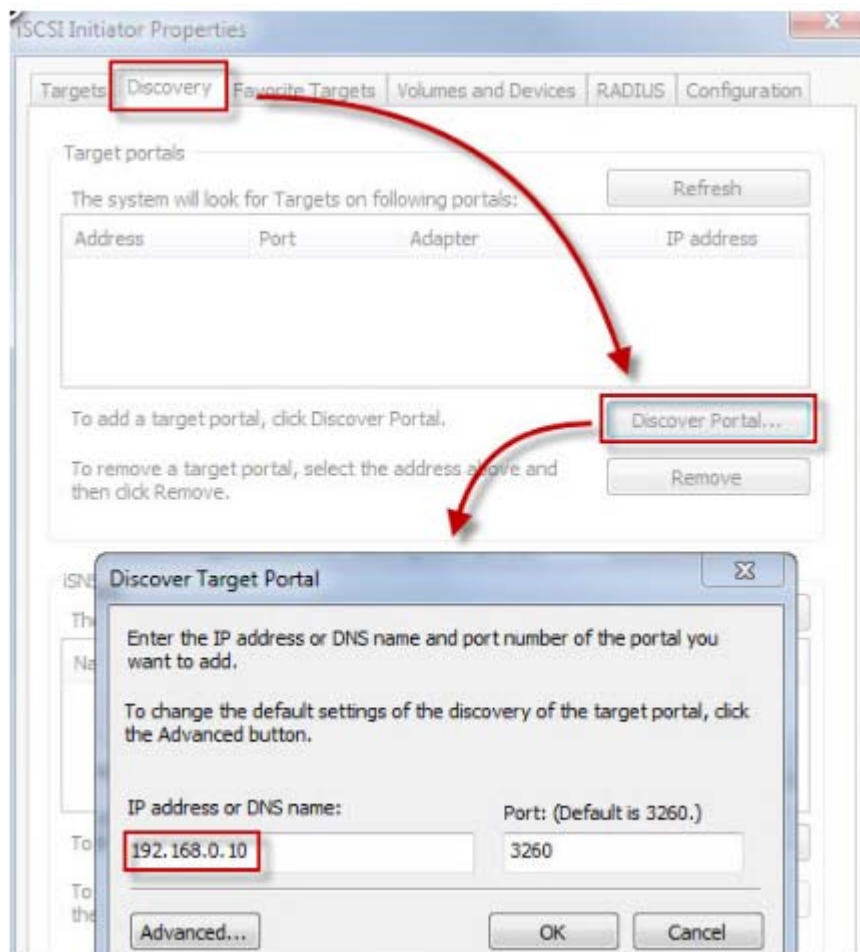 iSCSI Initiator Properties
Targets Discovery Favorite Targets Volumes and Devices RADIUS Configuration
Target portals
The system will look for Targets on following portals:
Refresh
Address Port Adapter IP address
To add a target portal, click Discover Portal.
Discover Portal...
To remove a target portal, select the address above and
then click Remove.
Remove
Discover Target Portal
Enter the IP address or DNS name and port number of the portal you
want to add.
To change the default settings of the discovery of the target portal, click
the Advanced button.
IP address or DNS name: Port: (Default is 3260.)
192.168.0.10 3260
To
To
the
Advanced... OK Cancel